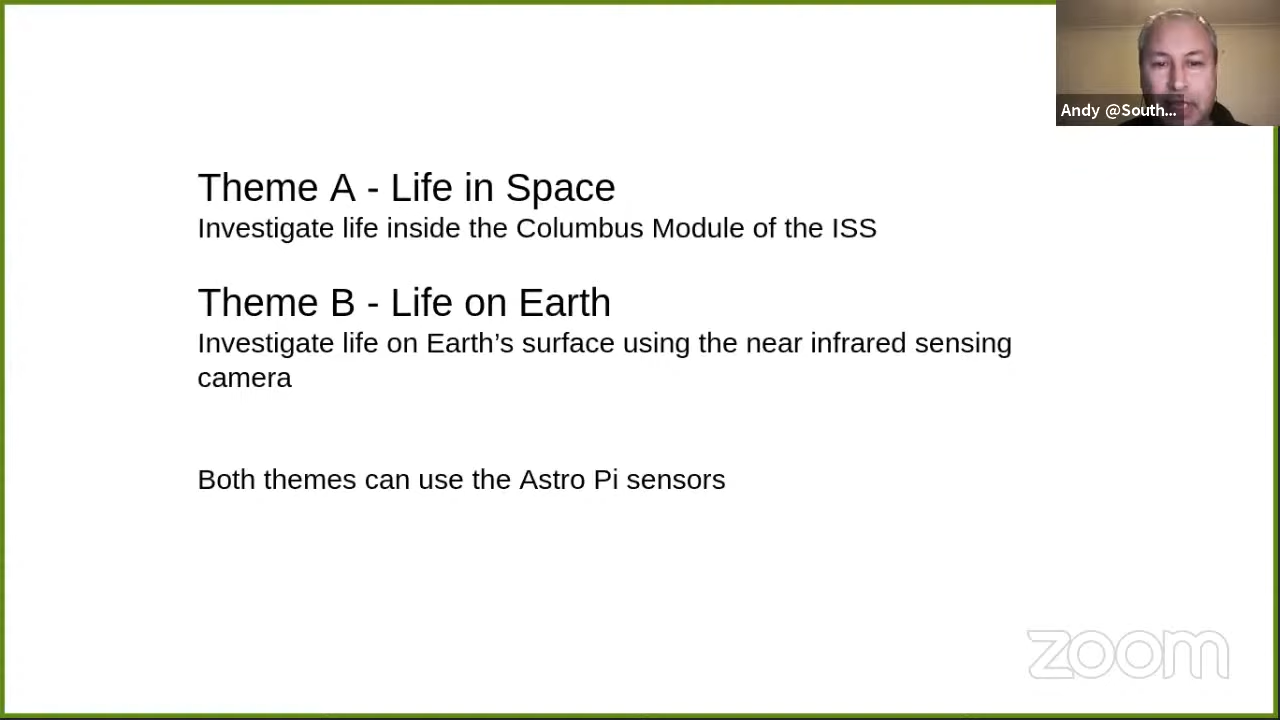 Andy @South...
Theme A - Life in Space
Investigate life inside the Columbus Module of the ISS
Theme B - Life on Earth
Investigate life on Earth’s surface using the near infrared sensing
camera
Both themes can use the Astro Pi sensors
zoom